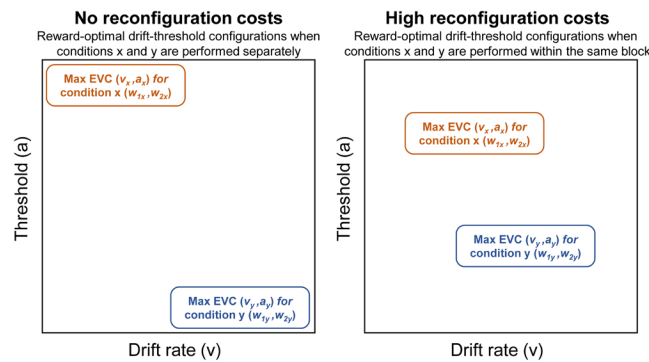 No reconfiguration costs
Reward-optimal drift-threshold configurations when
conditions x and y are performed separately
Max EVC (vx,ax) for
condition x (w1x,w2x)
Max EVC (vy,ay) for
condition y (w1y,w2y)
Threshold (a)
Drift rate (v)
High reconfiguration costs
Reward-optimal drift-threshold configurations when
conditions x and y are performed within the same block
Max EVC (vx,ax) for
condition x (w1x,w2x)
Max EVC (vy,ay) for
condition y (w1y,w2y)
Threshold (a)
Drift rate (v)